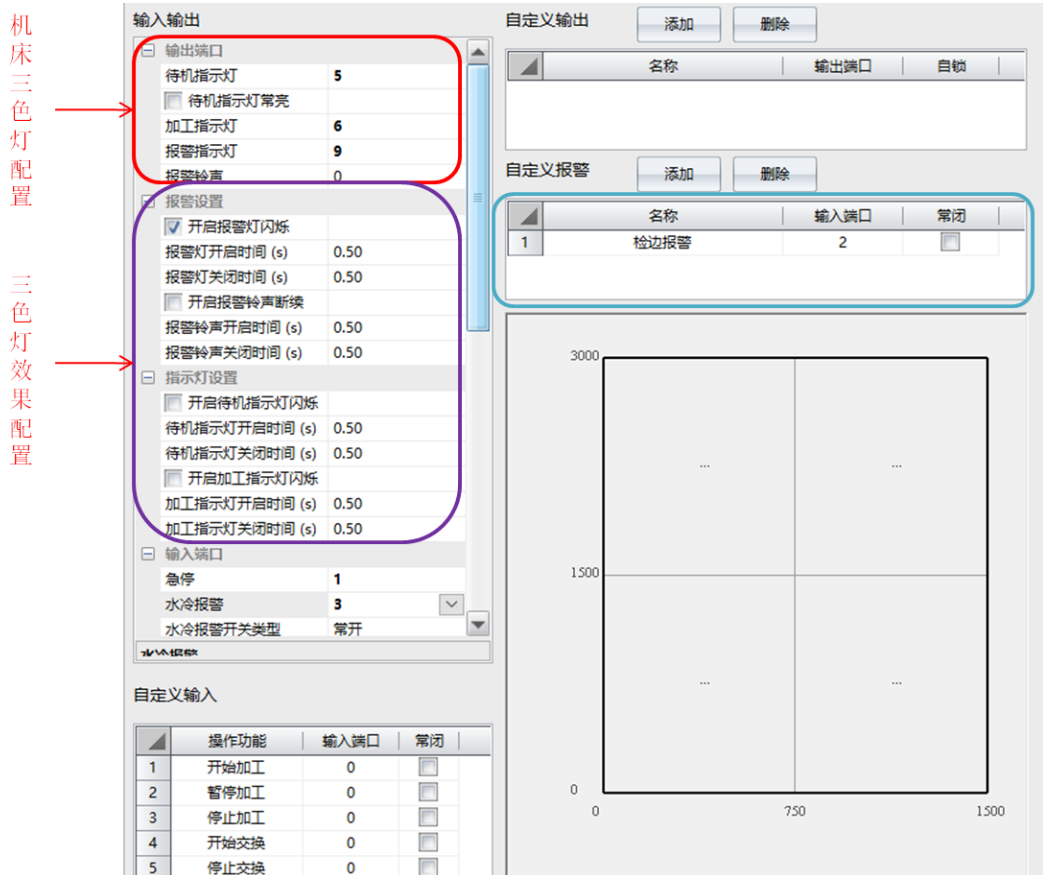 机床三色灯配置
三色灯效果配置
输入输出
输出端口
待机指示灯 5
待机指示灯常亮
加工指示灯 6
报警指示灯 9
报警铃声 0
报警设置
开启报警灯闪烁
报警灯开启时间 (s) 0.50
报警灯关闭时间 (s) 0.50
开启报警铃声断续
报警铃声开启时间 (s) 0.50
报警铃声关闭时间 (s) 0.50
指示灯设置
开启待机指示灯闪烁
待机指示灯开启时间 (s) 0.50
待机指示灯关闭时间 (s) 0.50
开启加工指示灯闪烁
加工指示灯开启时间 (s) 0.50
加工指示灯关闭时间 (s) 0.50
输入端口
急停 1
水冷报警 3
水冷报警开关类型 常开
水冷报警
自定义输入
操作功能 输入端口 常闭
1 开始加工 0
2 暂停加工 0
3 停止加工 0
4 开始交换 0
5 停止交换 0
自定义输出 添加 删除
名称 输出端口 自锁
自定义报警 添加 删除
名称 输入端口 常闭
1 检边报警 2
3000
... ...
1500
... ...
0
0 750 1500